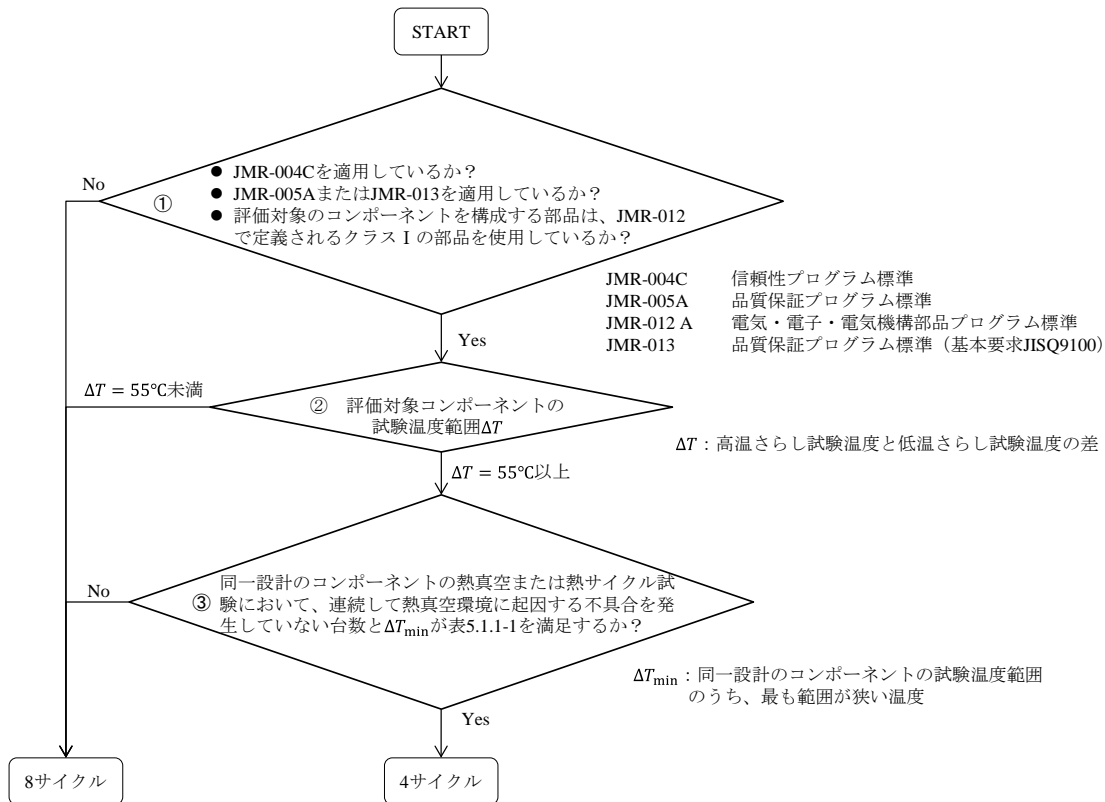 START
No
● JMR-004Cを適用しているか？
① ● JMR-005AまたはJMR-013を適用しているか？
● 評価対象のコンポーネントを構成する部品は、JMR-012
で定義されるクラスⅠの部品を使用しているか？
JMR-004C 信頼性プログラム標準
JMR-005A 品質保証プログラム標準
JMR-012 A 電気・電子・電気機構部品プログラム標準
JMR-013 品質保証プログラム標準（基本要求JISQ9100）
Yes
ΔT = 55℃未満
② 評価対象コンポーネントの
試験温度範囲ΔT
ΔT：高温さらし試験温度と低温さらし試験温度の差
ΔT = 55℃以上
No
同一設計のコンポーネントの熱真空または熱サイクル試
③ 験において、連続して熱真空環境に起因する不具合を発
生していない台数とΔTminが表5.1.1-1を満足するか？
ΔTmin：同一設計のコンポーネントの試験温度範囲
のうち、最も範囲が狭い温度
Yes
8サイクル
4サイクル